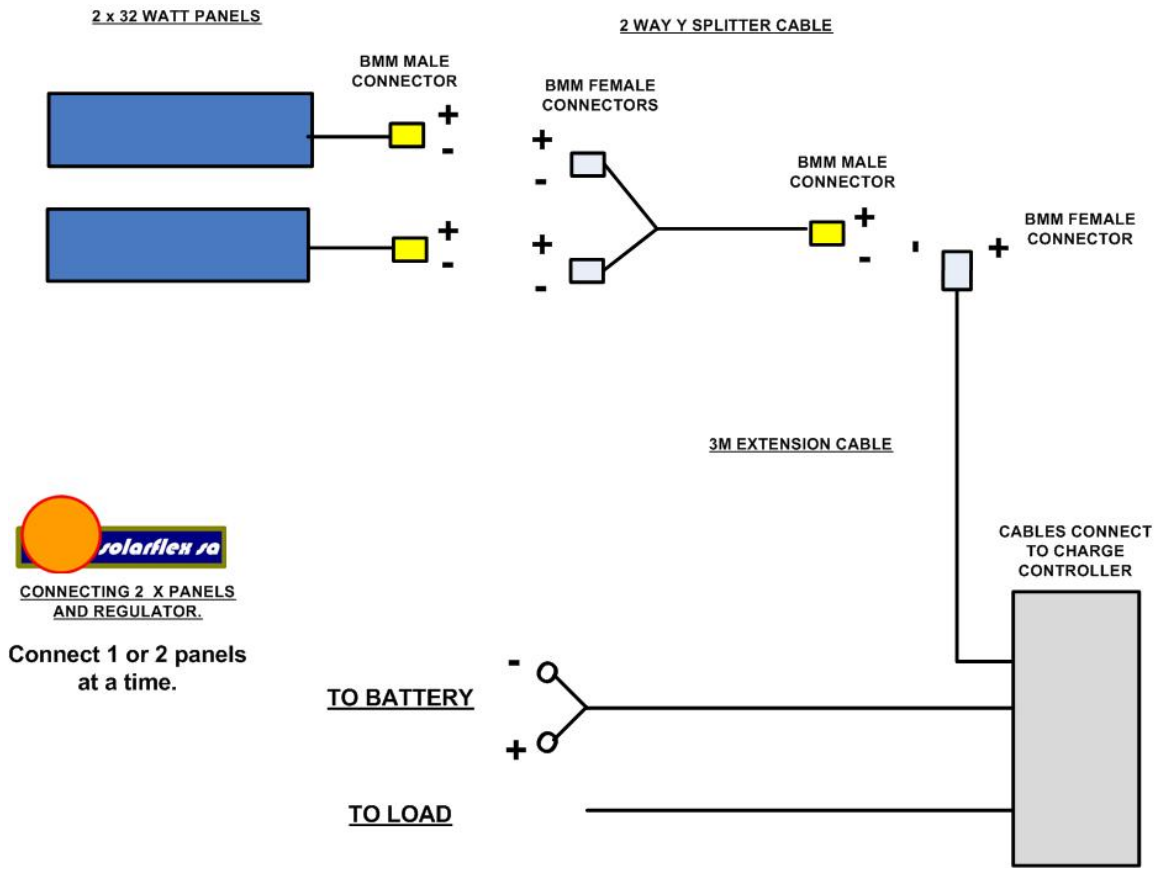 2 x 32 WATT PANELS
2 WAY Y SPLITTER CABLE
BMM MALE
CONNECTOR
+
-
+
-
BMM FEMALE
CONNECTORS
+
-
+
-
BMM MALE
CONNECTOR
+
-
BMM FEMALE
CONNECTOR
-
+
3M EXTENSION CABLE
solarflex sa
CONNECTING 2 X PANELS
AND REGULATOR.
Connect 1 or 2 panels
at a time.
CABLES CONNECT
TO CHARGE
CONTROLLER
TO BATTERY
-
+
TO LOAD